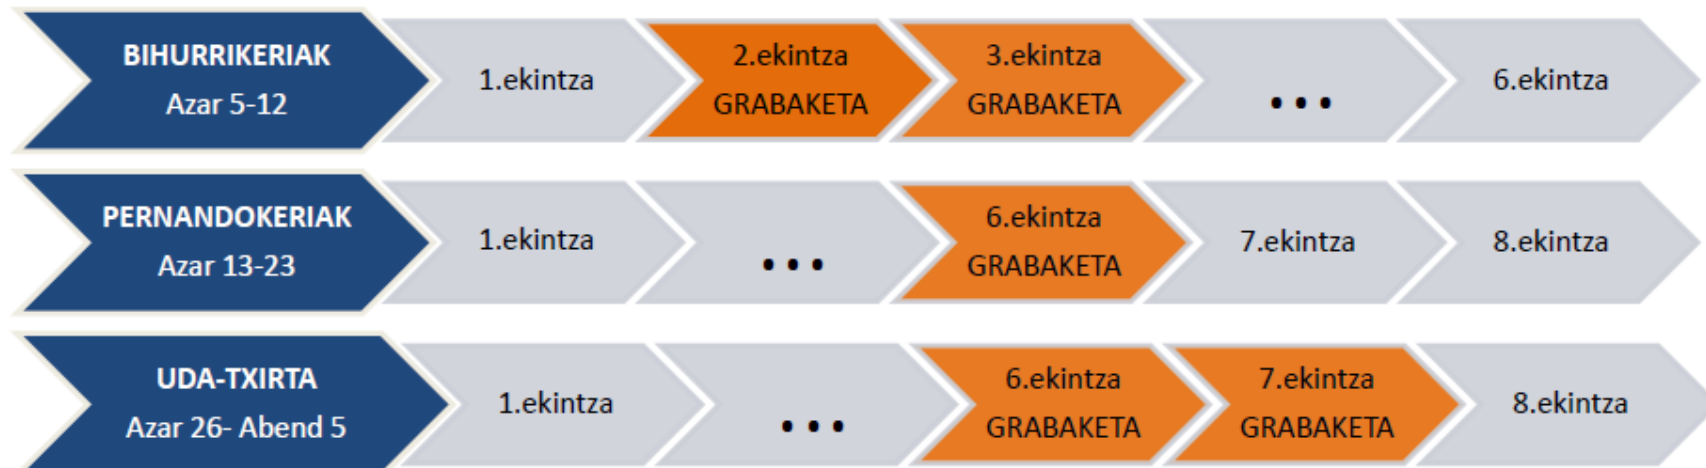 BIHURRIKERIAK
Azar 5-12
1.ekintza
2.ekintza
GRABAKETA
3.ekintza
GRABAKETA
...
6.ekintza
PERNANDOKERIAK
Azar 13-23
1.ekintza
...
6.ekintza
GRABAKETA
7.ekintza
8.ekintza
UDA-TXIRTA
Azar 26- Abend 5
1.ekintza
...
6.ekintza
GRABAKETA
7.ekintza
GRABAKETA
8.ekintza